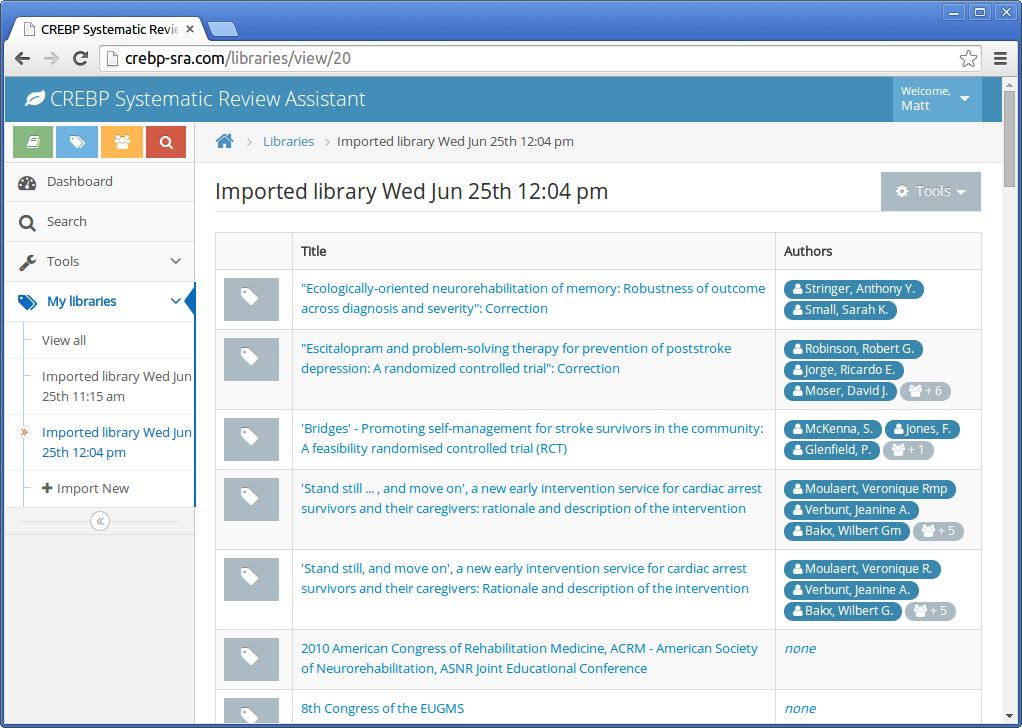 CREBP Systematic Revie
crebp-sra.com/libraries/view/20
CREBP Systematic Review Assistant
Welcome,
Matt
Libraries
Imported library Wed Jun 25th 12:04 pm
Dashboard
Search
Tools
My libraries
View all
Imported library Wed Jun
25th 11:15 am
Imported library Wed Jun
25th 12:04 pm
Import New
Imported library Wed Jun 25th 12:04 pm
Tools
Title
Authors
"Ecologically-oriented neurorehabilitation of memory: Robustness of outcome
across diagnosis and severity": Correction
Stringer, Anthony Y.
Small, Sarah K.
"Escitalopram and problem-solving therapy for prevention of poststroke
depression: A randomized controlled trial": Correction
Robinson, Robert G.
Jorge, Ricardo E.
Moser, David J. + 6
'Bridges' - Promoting self-management for stroke survivors in the community:
A feasibility randomised controlled trial (RCT)
McKenna, S. Jones, F.
Glenfield, P. + 1
'Stand still ... , and move on', a new early intervention service for cardiac arrest
survivors and their caregivers: rationale and description of the intervention
Moulaert, Veronique Rmp
Verbunt, Jeanine A.
Bakx, Wilbert Gm + 5
'Stand still, and move on', a new early intervention service for cardiac arrest
survivors and their caregivers: Rationale and description of the intervention
Moulaert, Veronique R.
Verbunt, Jeanine A.
Bakx, Wilbert G. + 5
2010 American Congress of Rehabilitation Medicine, ACRM - American Society
of Neurorehabilitation, ASNR Joint Educational Conference
none
8th Congress of the EUGMS
none